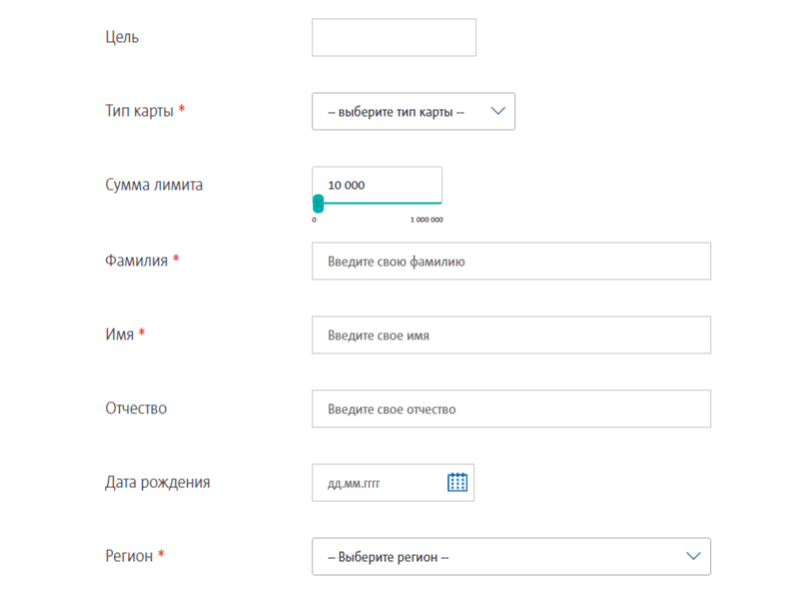 Цель
Тип карты *
-- выберите тип карты --
Сумма лимита
10 000
0
1 000 000
Фамилия *
Введите свою фамилию
Имя *
Введите свое имя
Отчество
Введите свое отчество
Дата рождения
дд.мм.гггг
Регион *
-- Выберите регион --